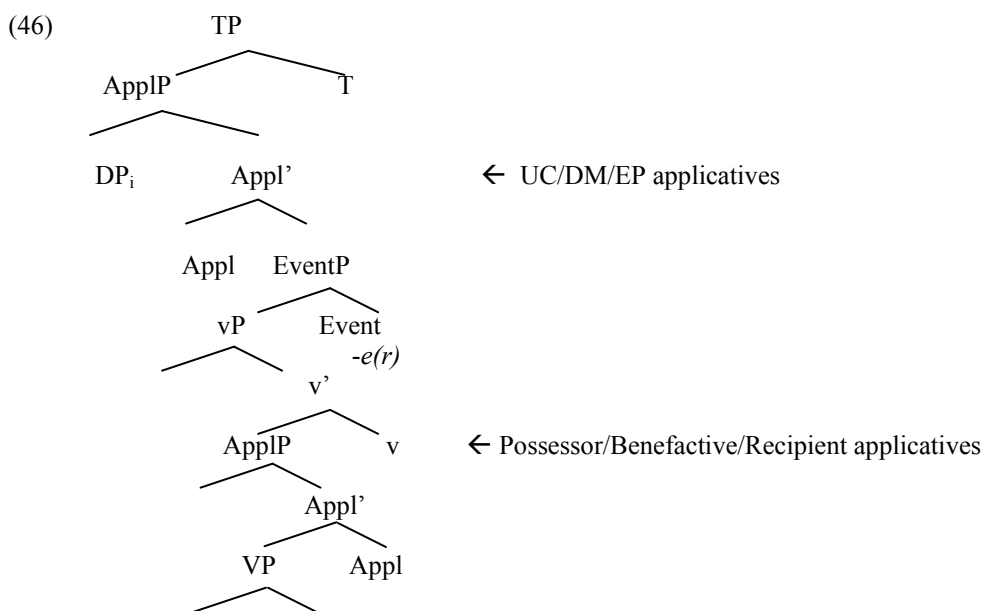 (46) TP
ApplP T
DPi Appl’ ← UC/DM/EP applicatives
Appl EventP
vP Event
-e(r)
v’
ApplP v ← Possessor/Benefactive/Recipient applicatives
Appl’
VP Appl